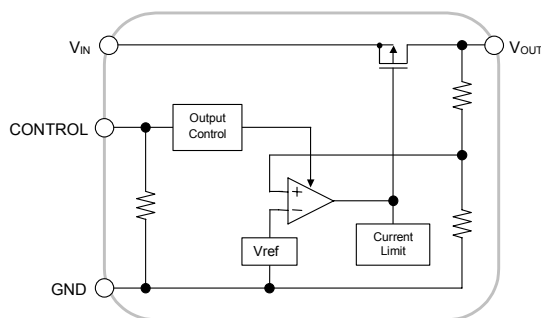 VIN
VOUT
CONTROL
Output
Control
+
−
Vref
Current
Limit
GND